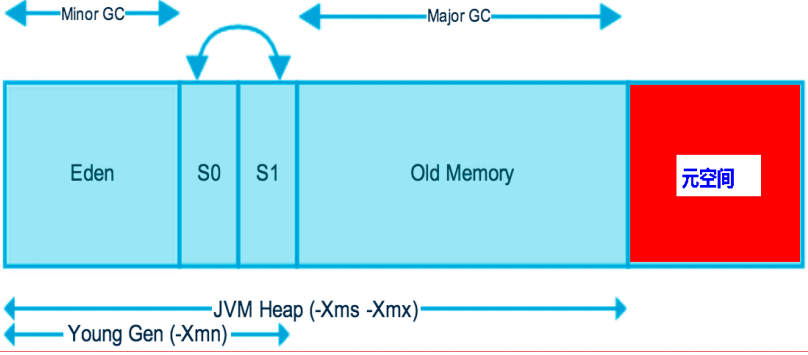 Minor GC
Major GC
Eden
S0
S1
Old Memory
元空间
JVM Heap (-Xms -Xmx)
Young Gen (-Xmn)